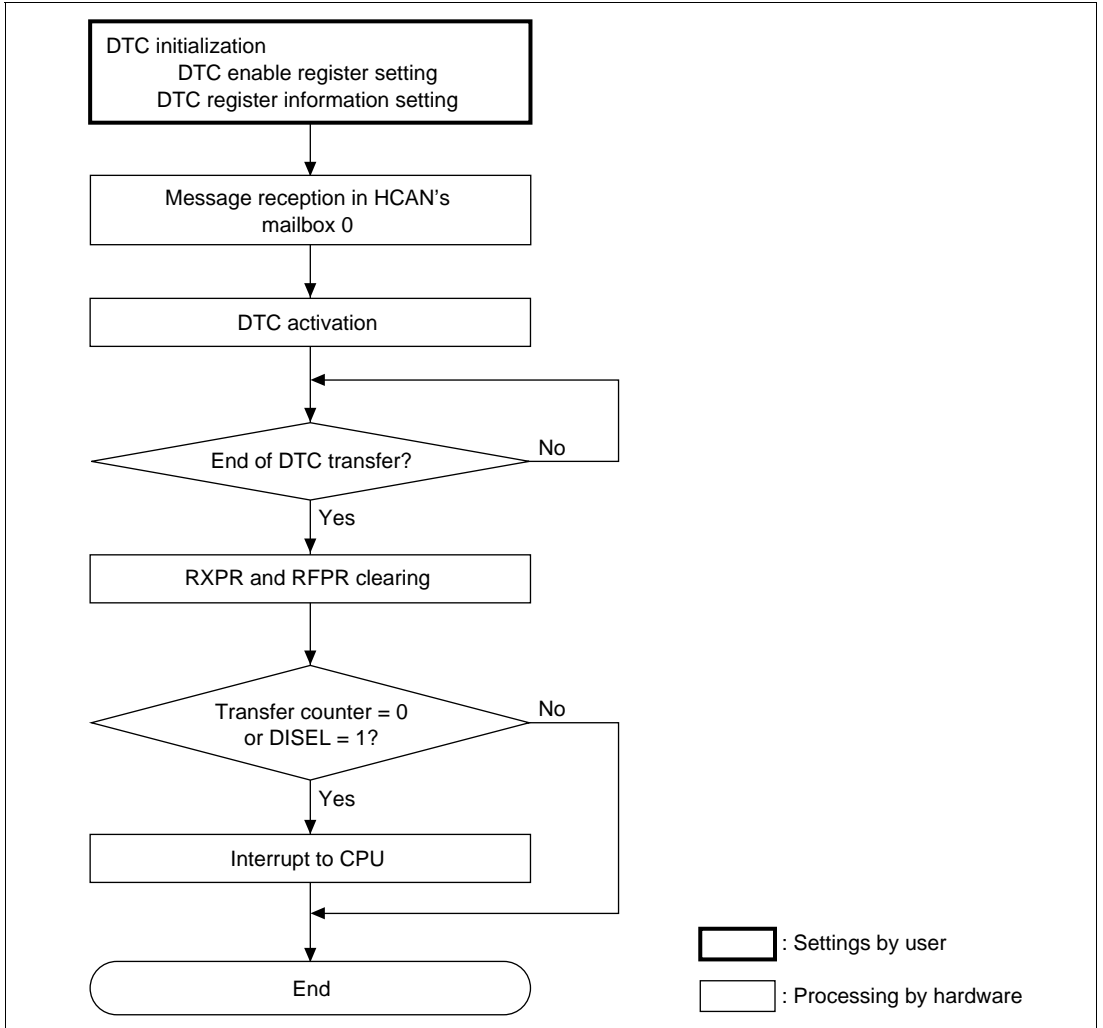 DTC initialization
DTC enable register setting
DTC register information setting
Message reception in HCAN's
mailbox 0
DTC activation
End of DTC transfer?
No
Yes
RXPR and RFPR clearing
Transfer counter = 0
or DISEL = 1?
No
Yes
Interrupt to CPU
End
: Settings by user
: Processing by hardware